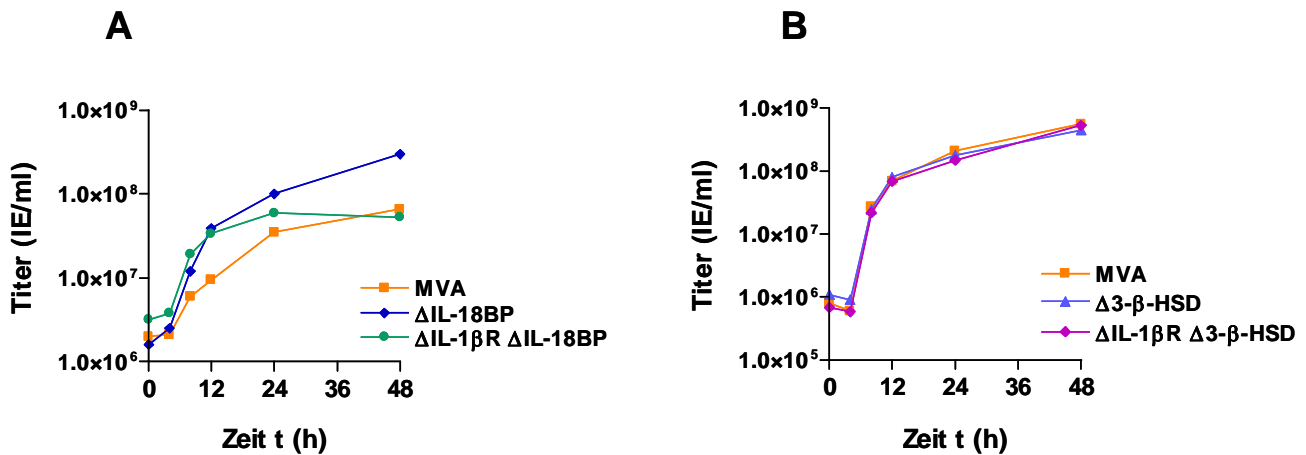 A
Titer (IE/ml)
1.0×10⁹
1.0×10⁸
1.0×10⁷
1.0×10⁶
0 12 24 36 48
Zeit t (h)
MVA
ΔIL-18BP
ΔIL-1βR ΔIL-18BP
B
Titer (IE/ml)
1.0×10⁹
1.0×10⁸
1.0×10⁷
1.0×10⁶
1.0×10⁵
0 12 24 36 48
Zeit t (h)
MVA
Δ3-β-HSD
ΔIL-1βR Δ3-β-HSD